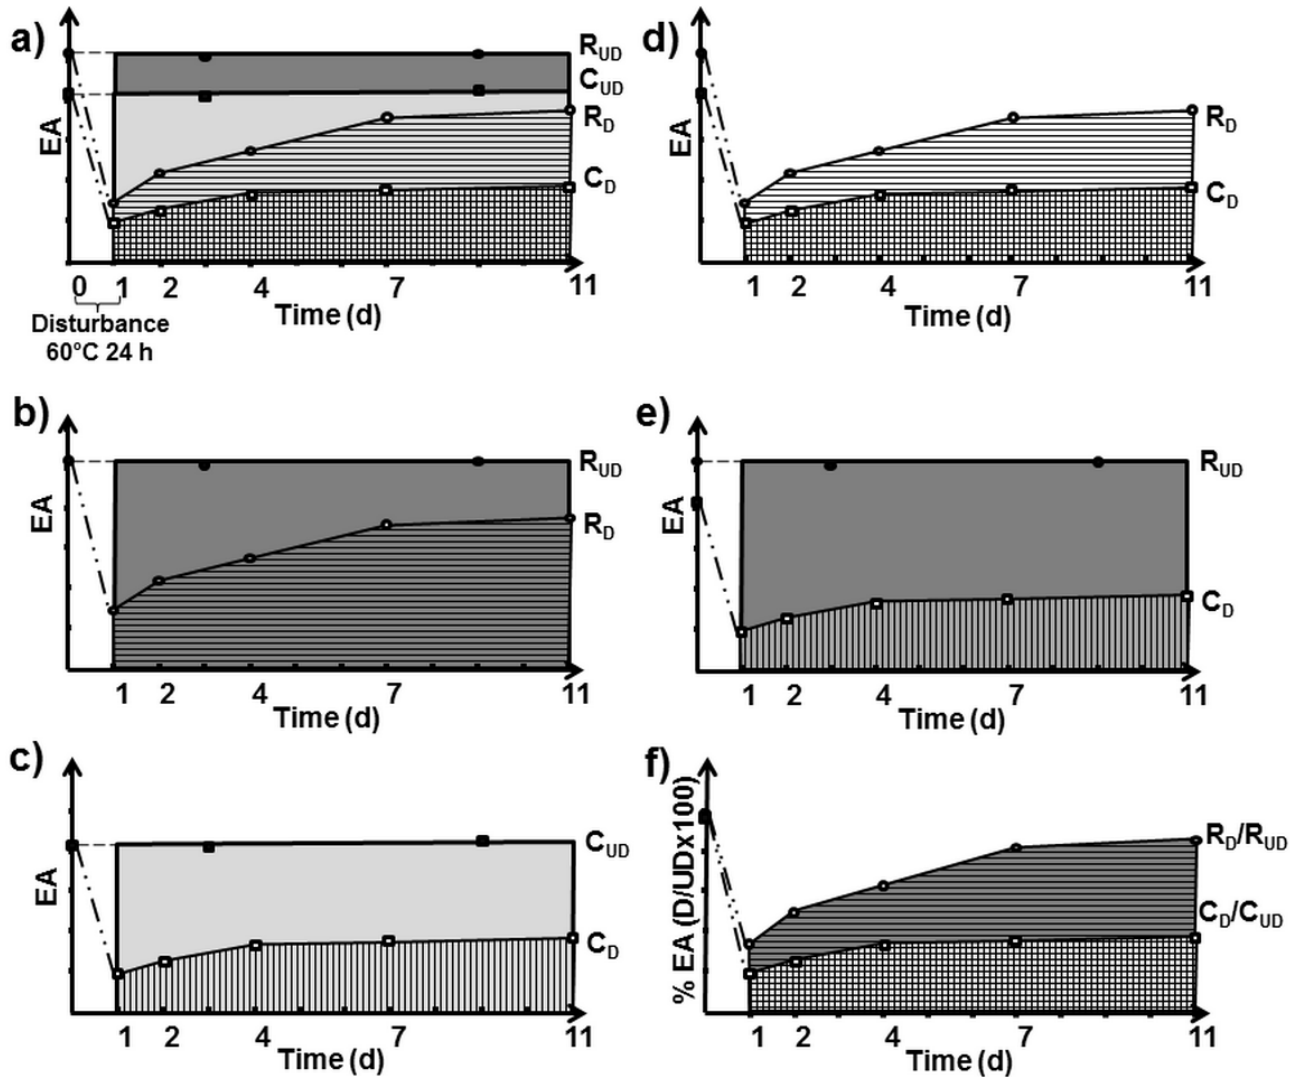 a)
EA
R_UD
C_UD
R_D
C_D
0 1 2 4 7 11
Time (d)
Disturbance
60°C 24 h
d)
EA
R_D
C_D
1 2 4 7 11
Time (d)
b)
EA
R_UD
R_D
1 2 4 7 11
Time (d)
e)
EA
R_UD
C_D
1 2 4 7 11
Time (d)
c)
EA
C_UD
C_D
1 2 4 7 11
Time (d)
f)
% EA (D/UDx100)
R_D/R_UD
C_D/C_UD
1 2 4 7 11
Time (d)